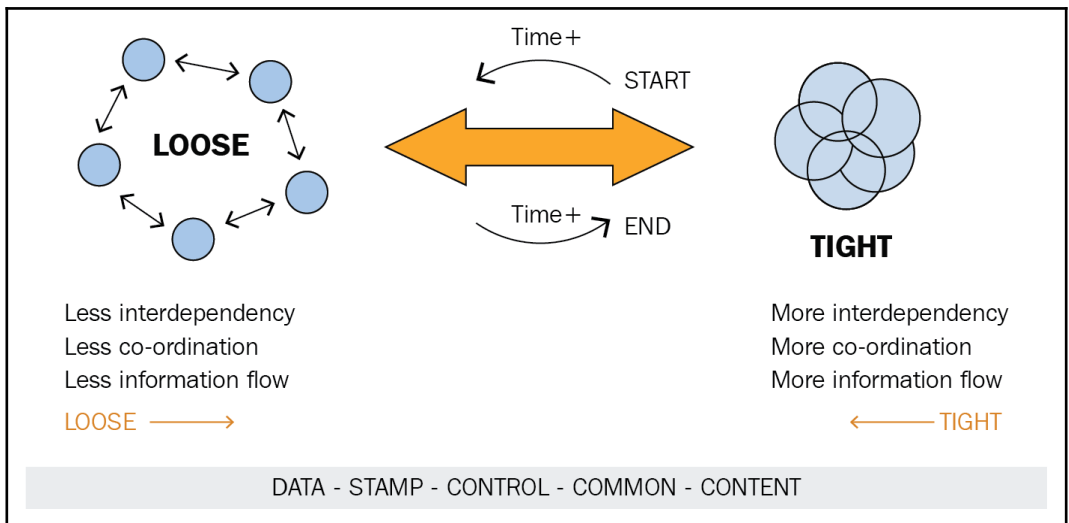 Time+
START
LOOSE
Time+
END
TIGHT
Less interdependency
Less co-ordination
Less information flow
LOOSE
More interdependency
More co-ordination
More information flow
TIGHT
DATA - STAMP - CONTROL - COMMON - CONTENT